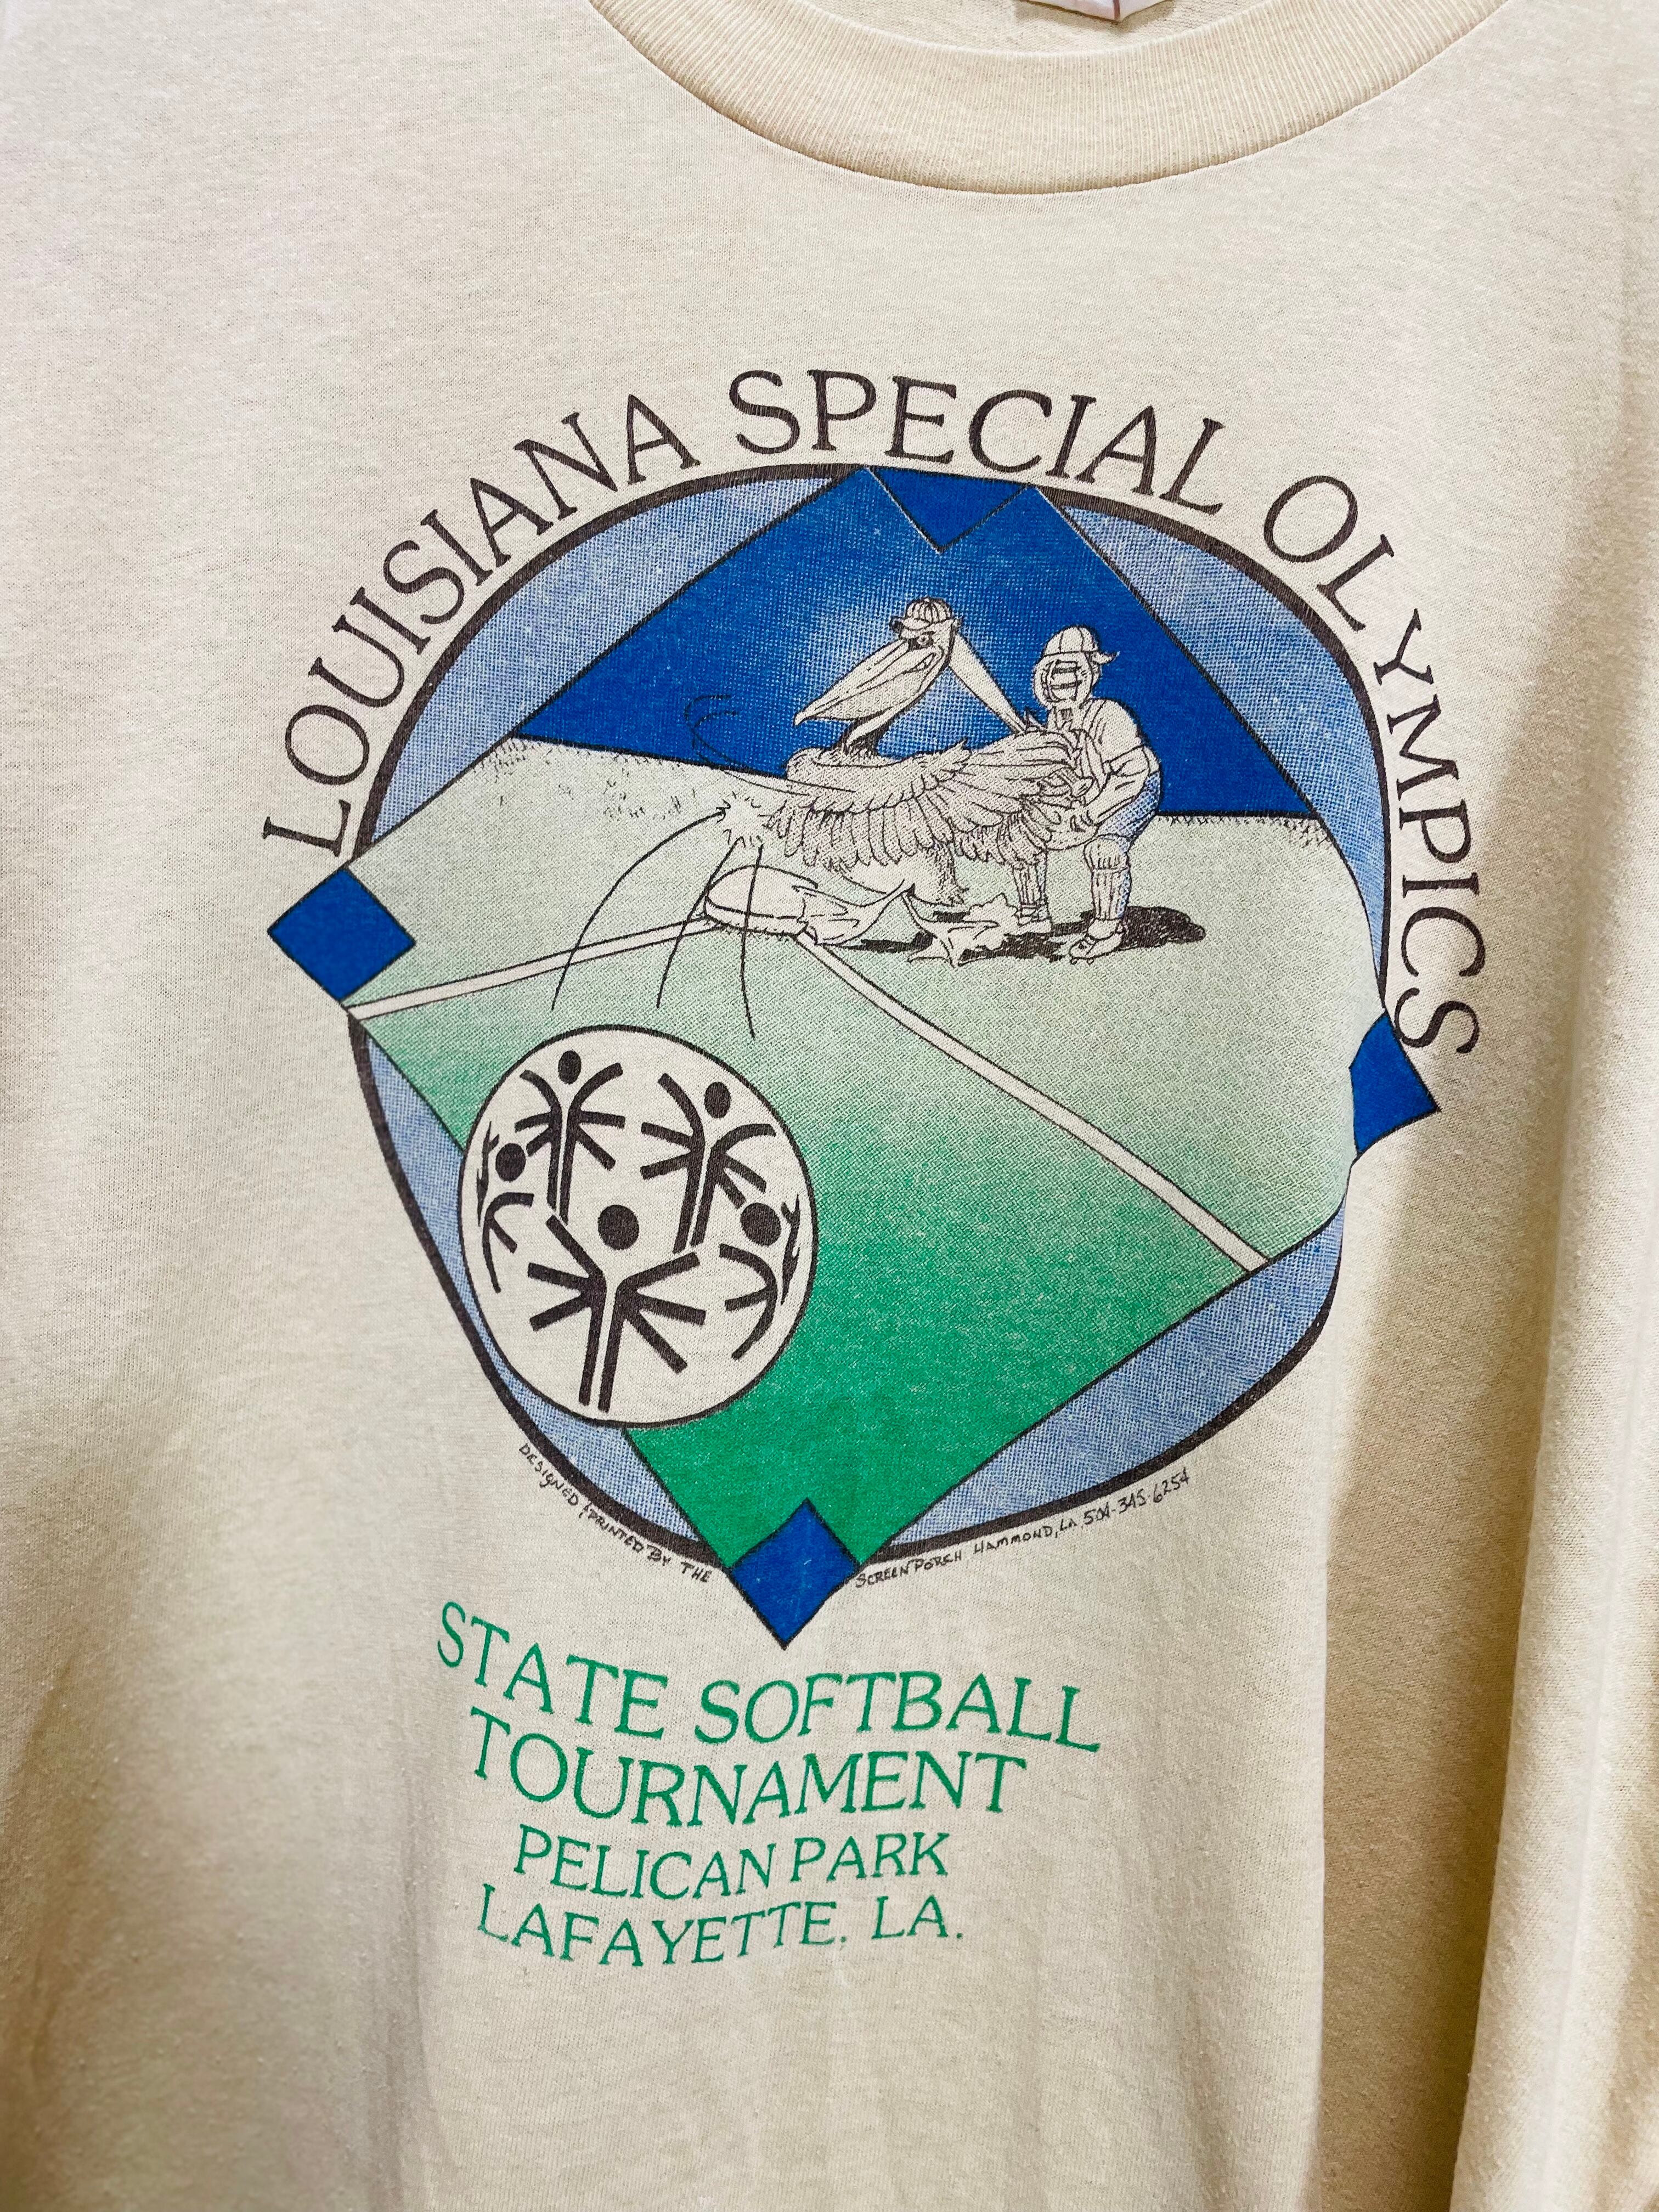 LOUISIANA SPECIAL OLYMPICS
DESIGNED & PRINTED BY THE SCREEN PORCH HAMMOND, LA. 504-345-6254
STATE SOFTBALL
TOURNAMENT
PELICAN PARK
LAFAYETTE, LA.